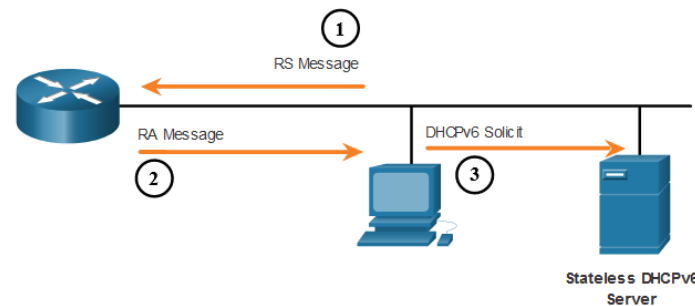 1
RS Message
RA Message
2
DHCPv6 Solicit
3
Stateless DHCPv6
Server